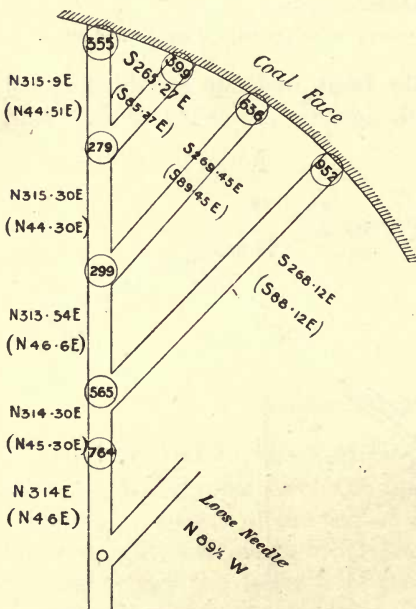 355
399
636
952
Coal Face
N315·9E
(N44·51E)
S265·27E
(S85·27E)
279
S269·45E
(S89·45E)
N315·30E
(N44·30E)
299
S268·12E
(S88·12E)
N313·54E
(N46·6E)
565
N314·30E
(N45·30E)
764
N314E
(N46E)
Loose Needle
N 89½ W